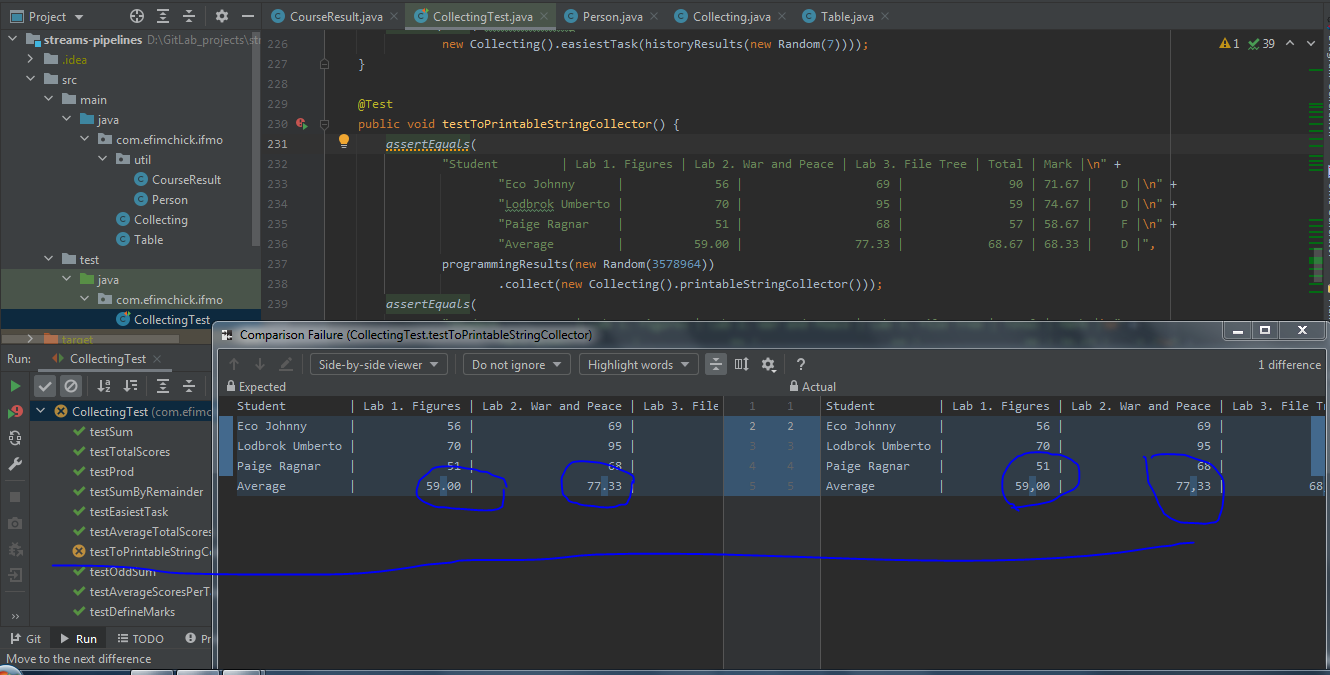 Project
CourseResult.java
CollectingTest.java
Person.java
Collecting.java
Table.java
streams-pipelines D:\GitLab_projects\str
.idea
src
main
java
com.efimchick.ifmo
util
CourseResult
Person
Collecting
Table
test
java
com.efimchick.ifmo
CollectingTest
target
1 39
226 new Collecting().easiestTask(historyResults(new Random(7))));
227 }
228
229 @Test
230 public void testToPrintableStringCollector() {
231 assertEquals(
232 "Student | Lab 1. Figures | Lab 2. War and Peace | Lab 3. File Tree | Total | Mark |\n" +
233 "Eco Johnny | 56 | 69 | 90 | 71.67 | D |\n" +
234 "Lodbrok Umberto | 70 | 95 | 59 | 74.67 | D |\n" +
235 "Paige Ragnar | 51 | 68 | 57 | 58.67 | F |\n" +
236 "Average | 59.00 | 77.33 | 68.67 | 68.33 | D |",
237 programmingResults(new Random(3578964))
238 .collect(new Collecting().printableStringCollector()));
239 assertEquals(
Run: CollectingTest
CollectingTest (com.efimc
testSum
testTotalScores
testProd
testSumByRemainder
testEasiestTask
testAverageTotalScores
testToPrintableStringCo
testOddSum
testAverageScoresPerTa
testDefineMarks
Comparison Failure (CollectingTest.testToPrintableStringCollector)
Side-by-side viewer
Do not ignore
Highlight words
?
1 difference
Expected
Actual
Student | Lab 1. Figures | Lab 2. War and Peace | Lab 3. File 1 1 Student | Lab 1. Figures | Lab 2. War and Peace | Lab 3. File Tr
Eco Johnny | 56 | 69 | 2 2 Eco Johnny | 56 | 69 |
Lodbrok Umberto | 70 | 95 | 3 3 Lodbrok Umberto | 70 | 95 |
Paige Ragnar | 51 | 68 | 4 4 Paige Ragnar | 51 | 68 |
Average | 59.00 | 77.33 | 5 5 Average | 59,00 | 77,33 | 68
Git
Run
TODO
Pr
Move to the next difference